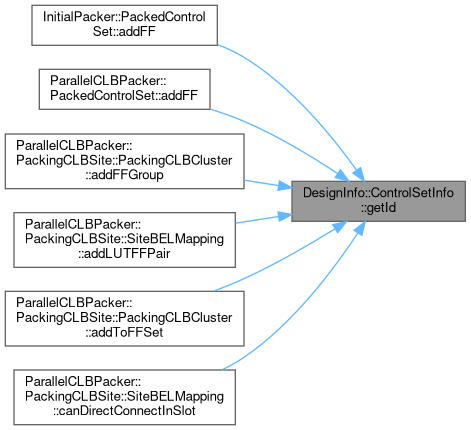 InitialPacker::PackedControl
Set::addFF
ParallelCLBPacker::
PackedControlSet::addFF
ParallelCLBPacker::
PackingCLBSite::PackingCLBCluster
::addFFGroup
DesignInfo::ControlSetInfo
::getId
ParallelCLBPacker::
PackingCLBSite::SiteBELMapping
::addLUTFFPair
ParallelCLBPacker::
PackingCLBSite::PackingCLBCluster
::addToFFSet
ParallelCLBPacker::
PackingCLBSite::SiteBELMapping
::canDirectConnectInSlot